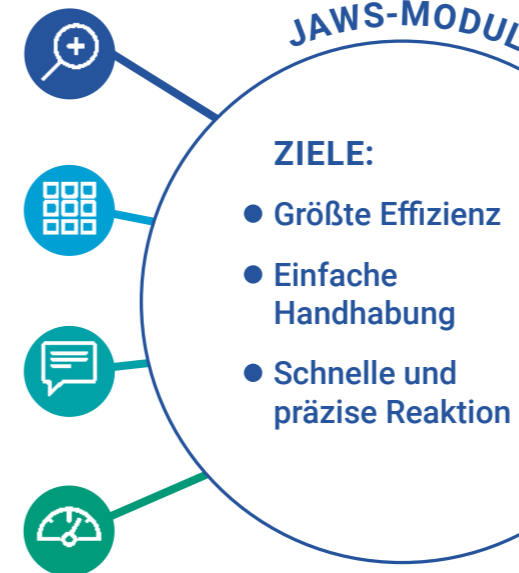 JAWS-MODUL
ZIELE:
● Größte Effizienz
● Einfache
Handhabung
● Schnelle und
präzise Reaktion